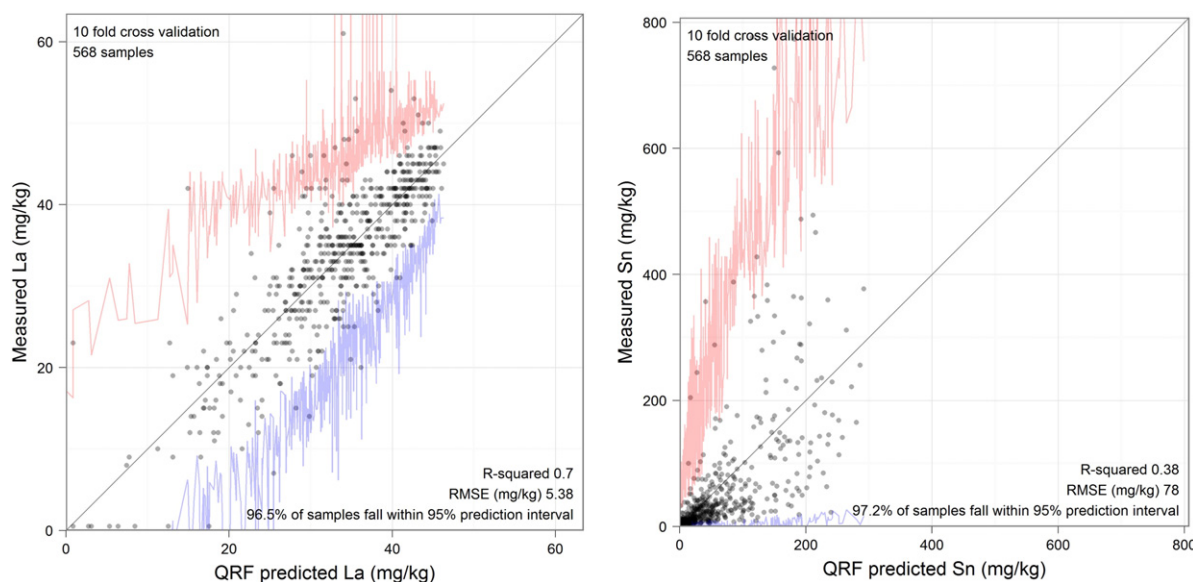 10 fold cross validation
568 samples
60
40
20
0
Measured La (mg/kg)
R-squared 0.7
RMSE (mg/kg) 5.38
96.5% of samples fall within 95% prediction interval
0 20 40 60
QRF predicted La (mg/kg)
10 fold cross validation
568 samples
800
600
400
200
0
Measured Sn (mg/kg)
R-squared 0.38
RMSE (mg/kg) 78
97.2% of samples fall within 95% prediction interval
0 200 400 600 800
QRF predicted Sn (mg/kg)